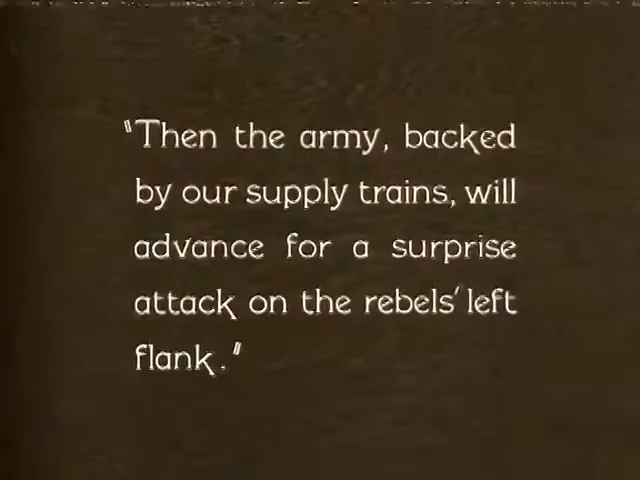 "Then the army, backed
by our supply trains, will
advance for a surprise
attack on the rebels' left
flank."